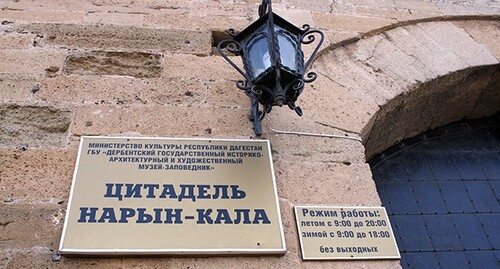 МИНИСТЕРСТВО КУЛЬТУРЫ РЕСПУБЛИКИ ДАГЕСТАН
ГБУ «ДЕРБЕНТСКИЙ ГОСУДАРСТВЕННЫЙ ИСТОРИКО-
АРХИТЕКТУРНЫЙ И ХУДОЖЕСТВЕННЫЙ
МУЗЕЙ-ЗАПОВЕДНИК»
ЦИТАДЕЛЬ
НАРЫН-КАЛА
Режим работы:
летом с 9:00 до 20:00
зимой с 9:00 до 18:00
без выходных